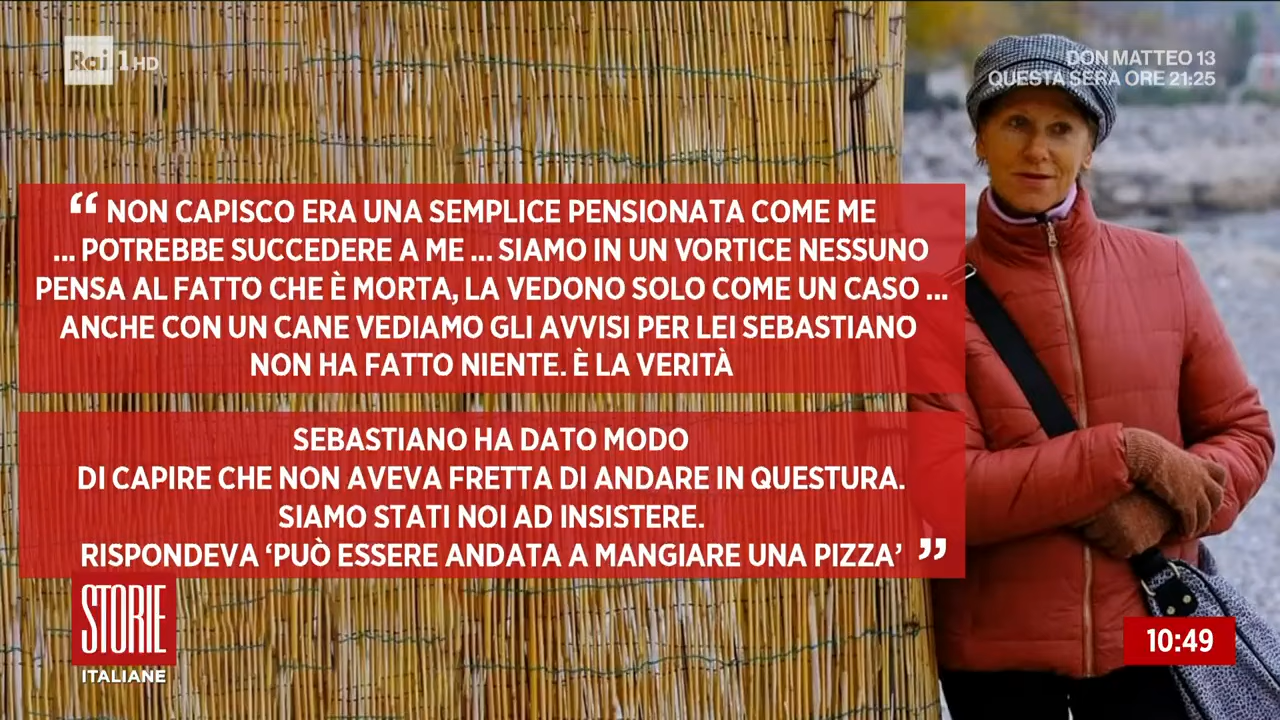 Rai 1 HD
DON MATTEO 13
QUESTA SERA ORE 21:25
“ NON CAPISCO ERA UNA SEMPLICE PENSIONATA COME ME
... POTREBBE SUCCEDERE A ME ... SIAMO IN UN VORTICE NESSUNO
PENSA AL FATTO CHE È MORTA, LA VEDONO SOLO COME UN CASO ...
ANCHE CON UN CANE VEDIAMO GLI AVVISI PER LEI SEBASTIANO
NON HA FATTO NIENTE. È LA VERITÀ
SEBASTIANO HA DATO MODO
DI CAPIRE CHE NON AVEVA FRETTA DI ANDARE IN QUESTURA.
SIAMO STATI NOI AD INSISTERE.
RISPONDEVA ‘PUÒ ESSERE ANDATA A MANGIARE UNA PIZZA’ ”
STORIE
ITALIANE
10:49